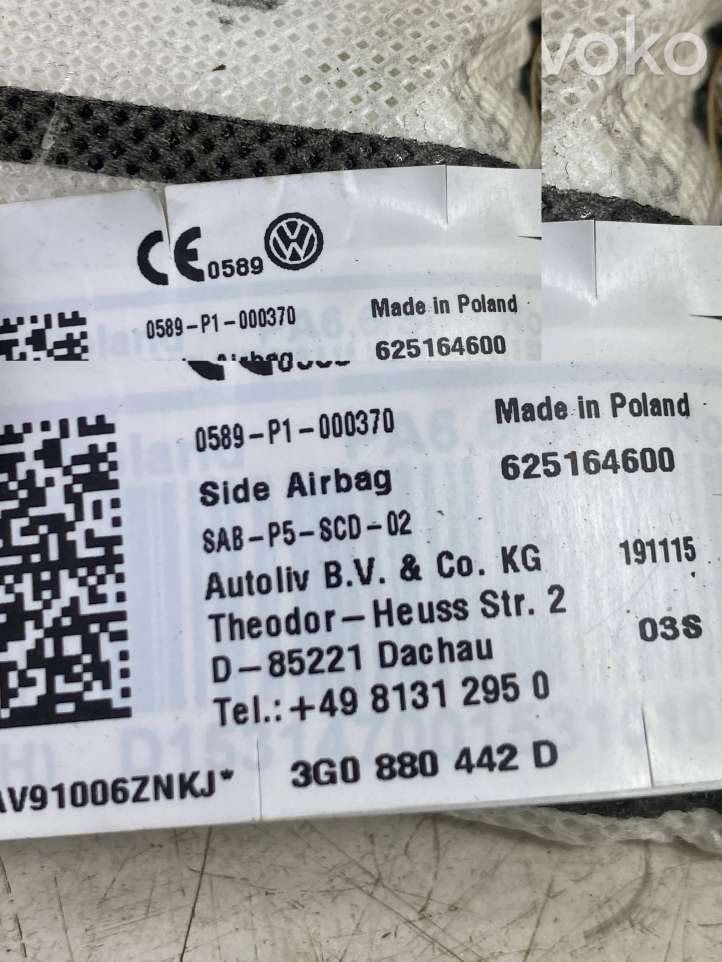 voko
CE 0589 VW
0589-P1-000370 Made in Poland
Airbag 625164600
0589-P1-000370 Made in Poland
Side Airbag 625164600
SAB-P5-SCD-02
Autoliv B.V. & Co. KG 191115
Theodor-Heuss Str. 2 03S
D-85221 Dachau
Tel.: +49 8131 295 0
AV91006ZNKJ* 3G0 880 442 D